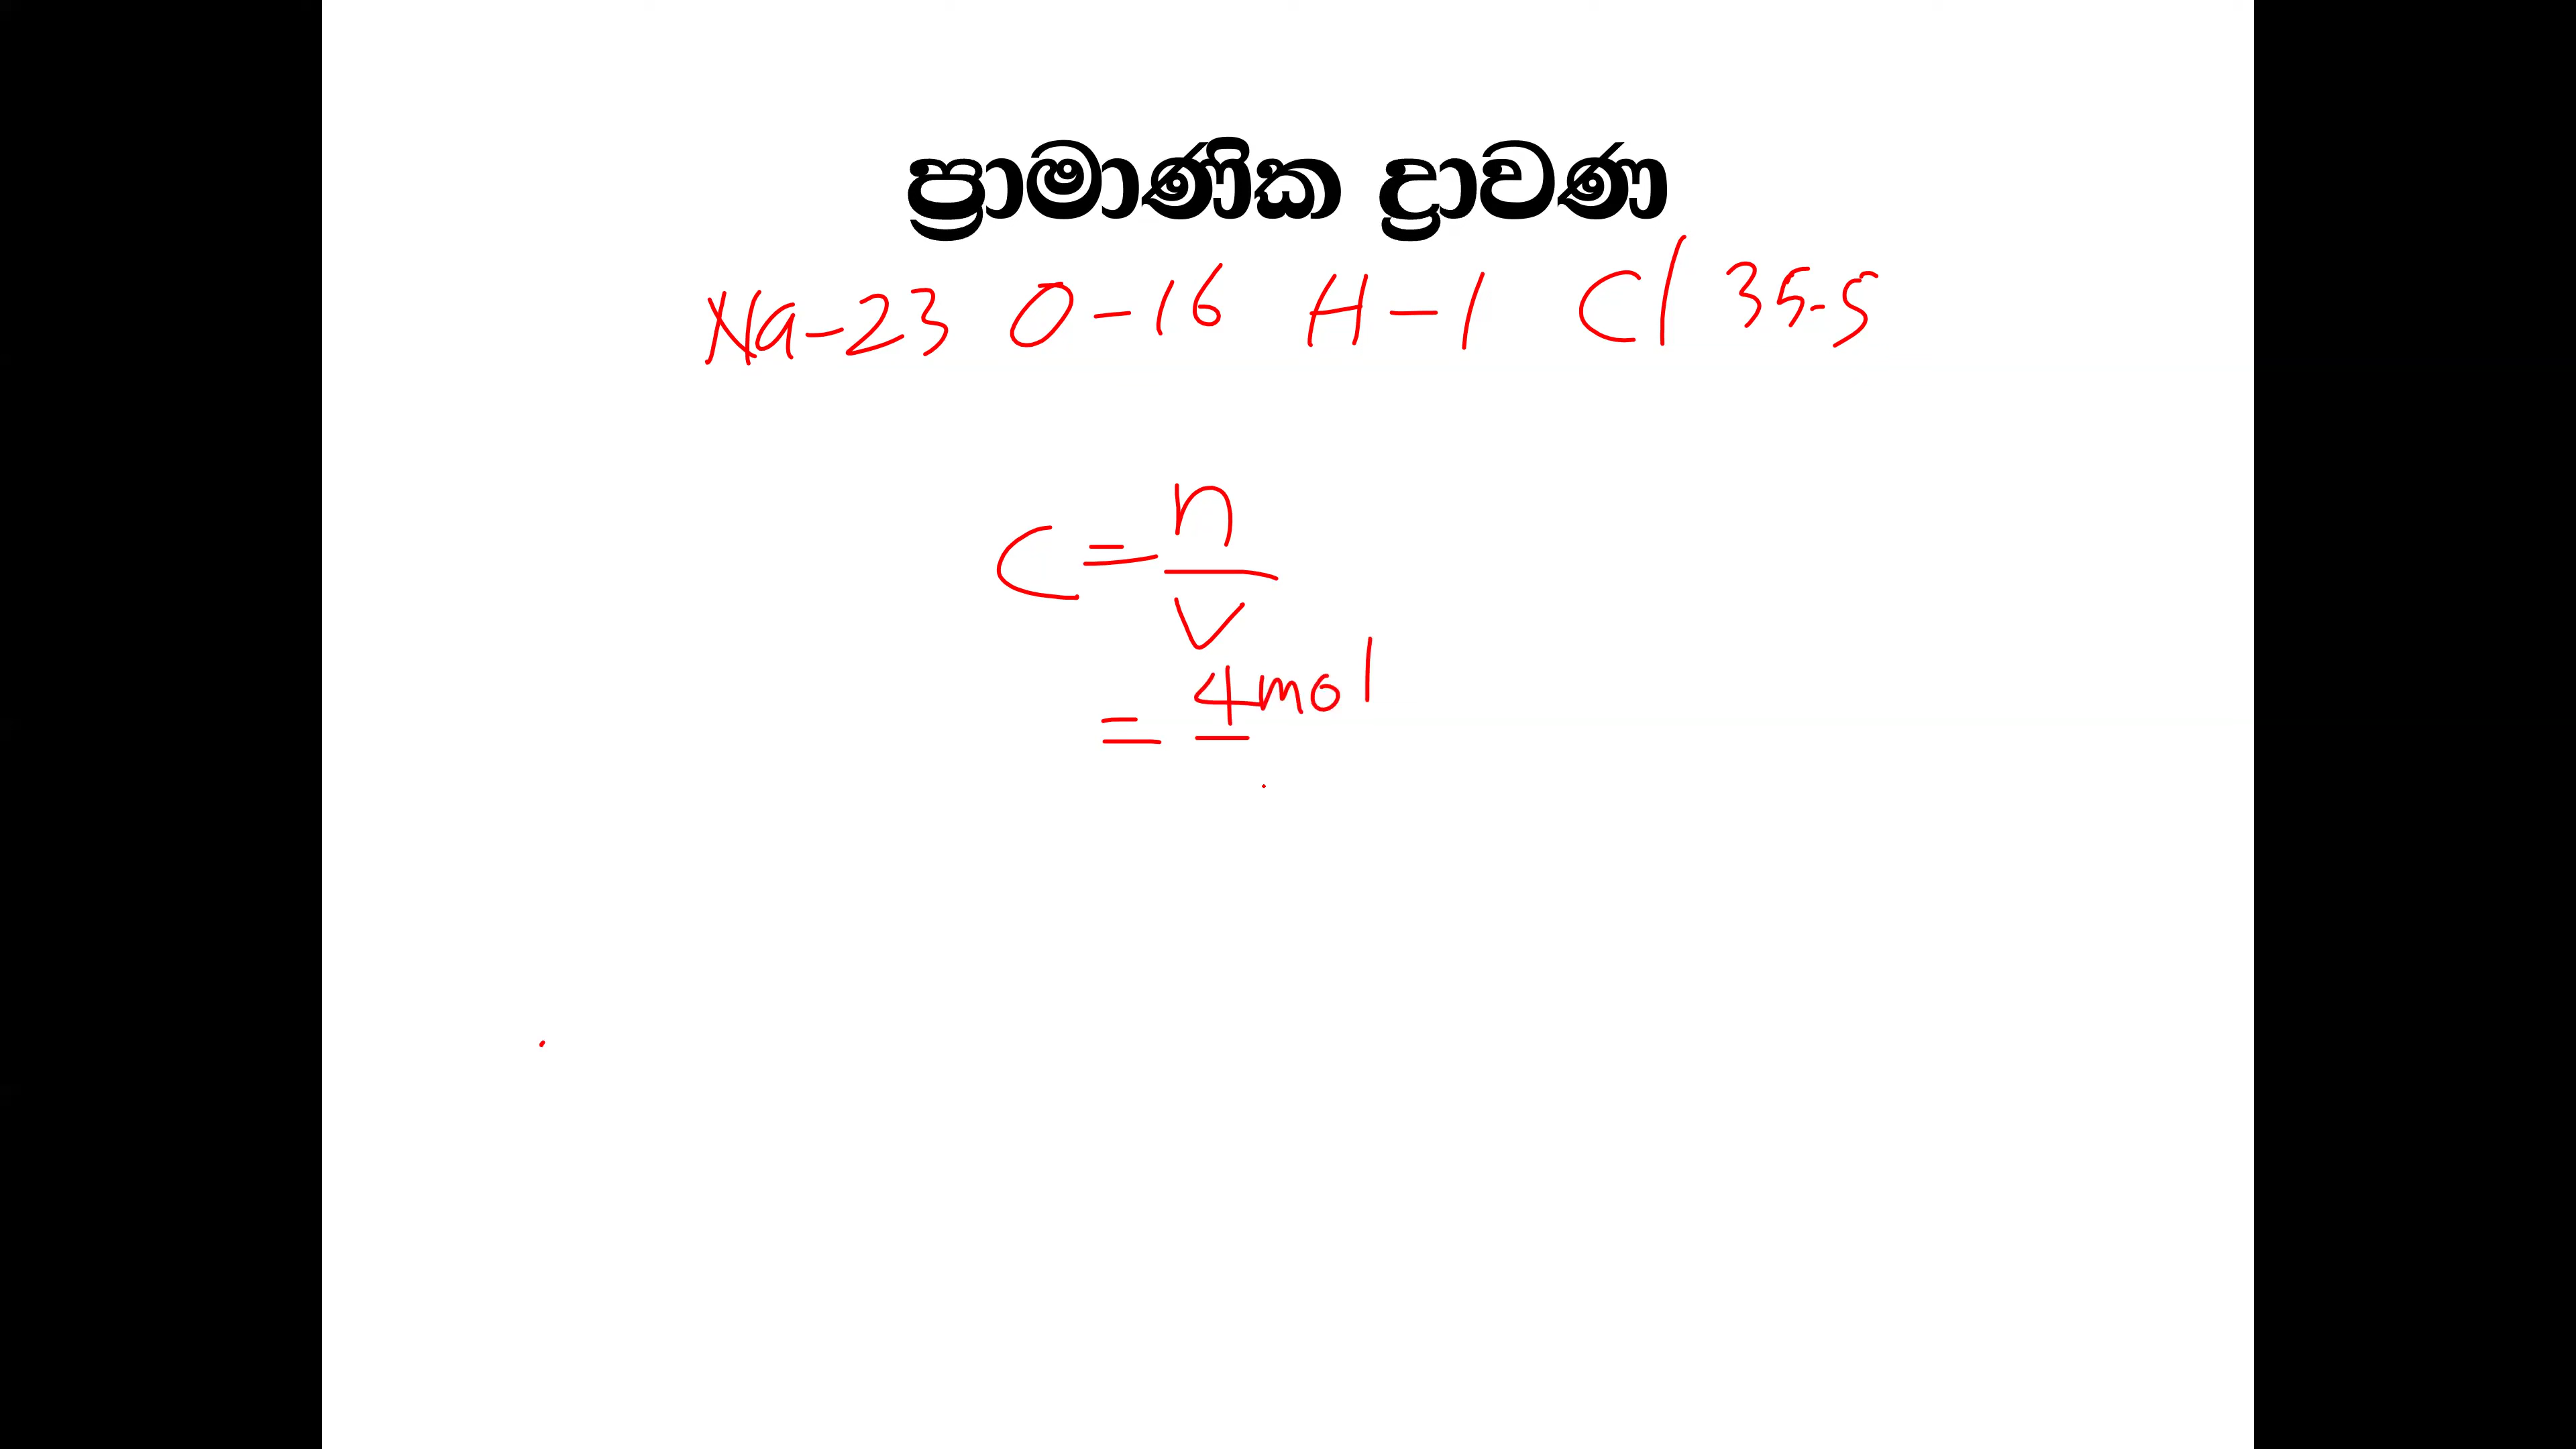 ප්‍රාමාණික ද්‍රාවණ
Na-23 O-16 H-1 Cl 35.5
C = n
V
= 4mol